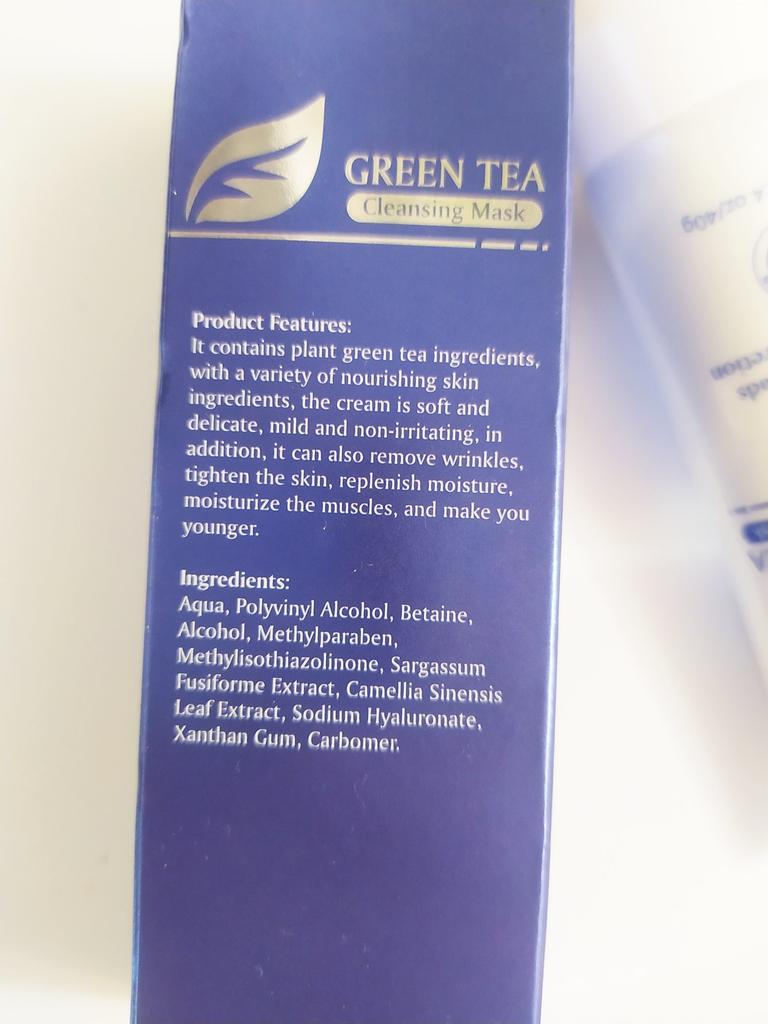 GREEN TEA
Cleansing Mask
Product Features:
It contains plant green tea ingredients,
with a variety of nourishing skin
ingredients, the cream is soft and
delicate, mild and non-irritating, in
addition, it can also remove wrinkles,
tighten the skin, replenish moisture,
moisturize the muscles, and make you
younger.
Ingredients:
Aqua, Polyvinyl Alcohol, Betaine,
Alcohol, Methylparaben,
Methylisothiazolinone, Sargassum
Fusiforme Extract, Camellia Sinensis
Leaf Extract, Sodium Hyaluronate,
Xanthan Gum, Carbomer.
4 oz/40g